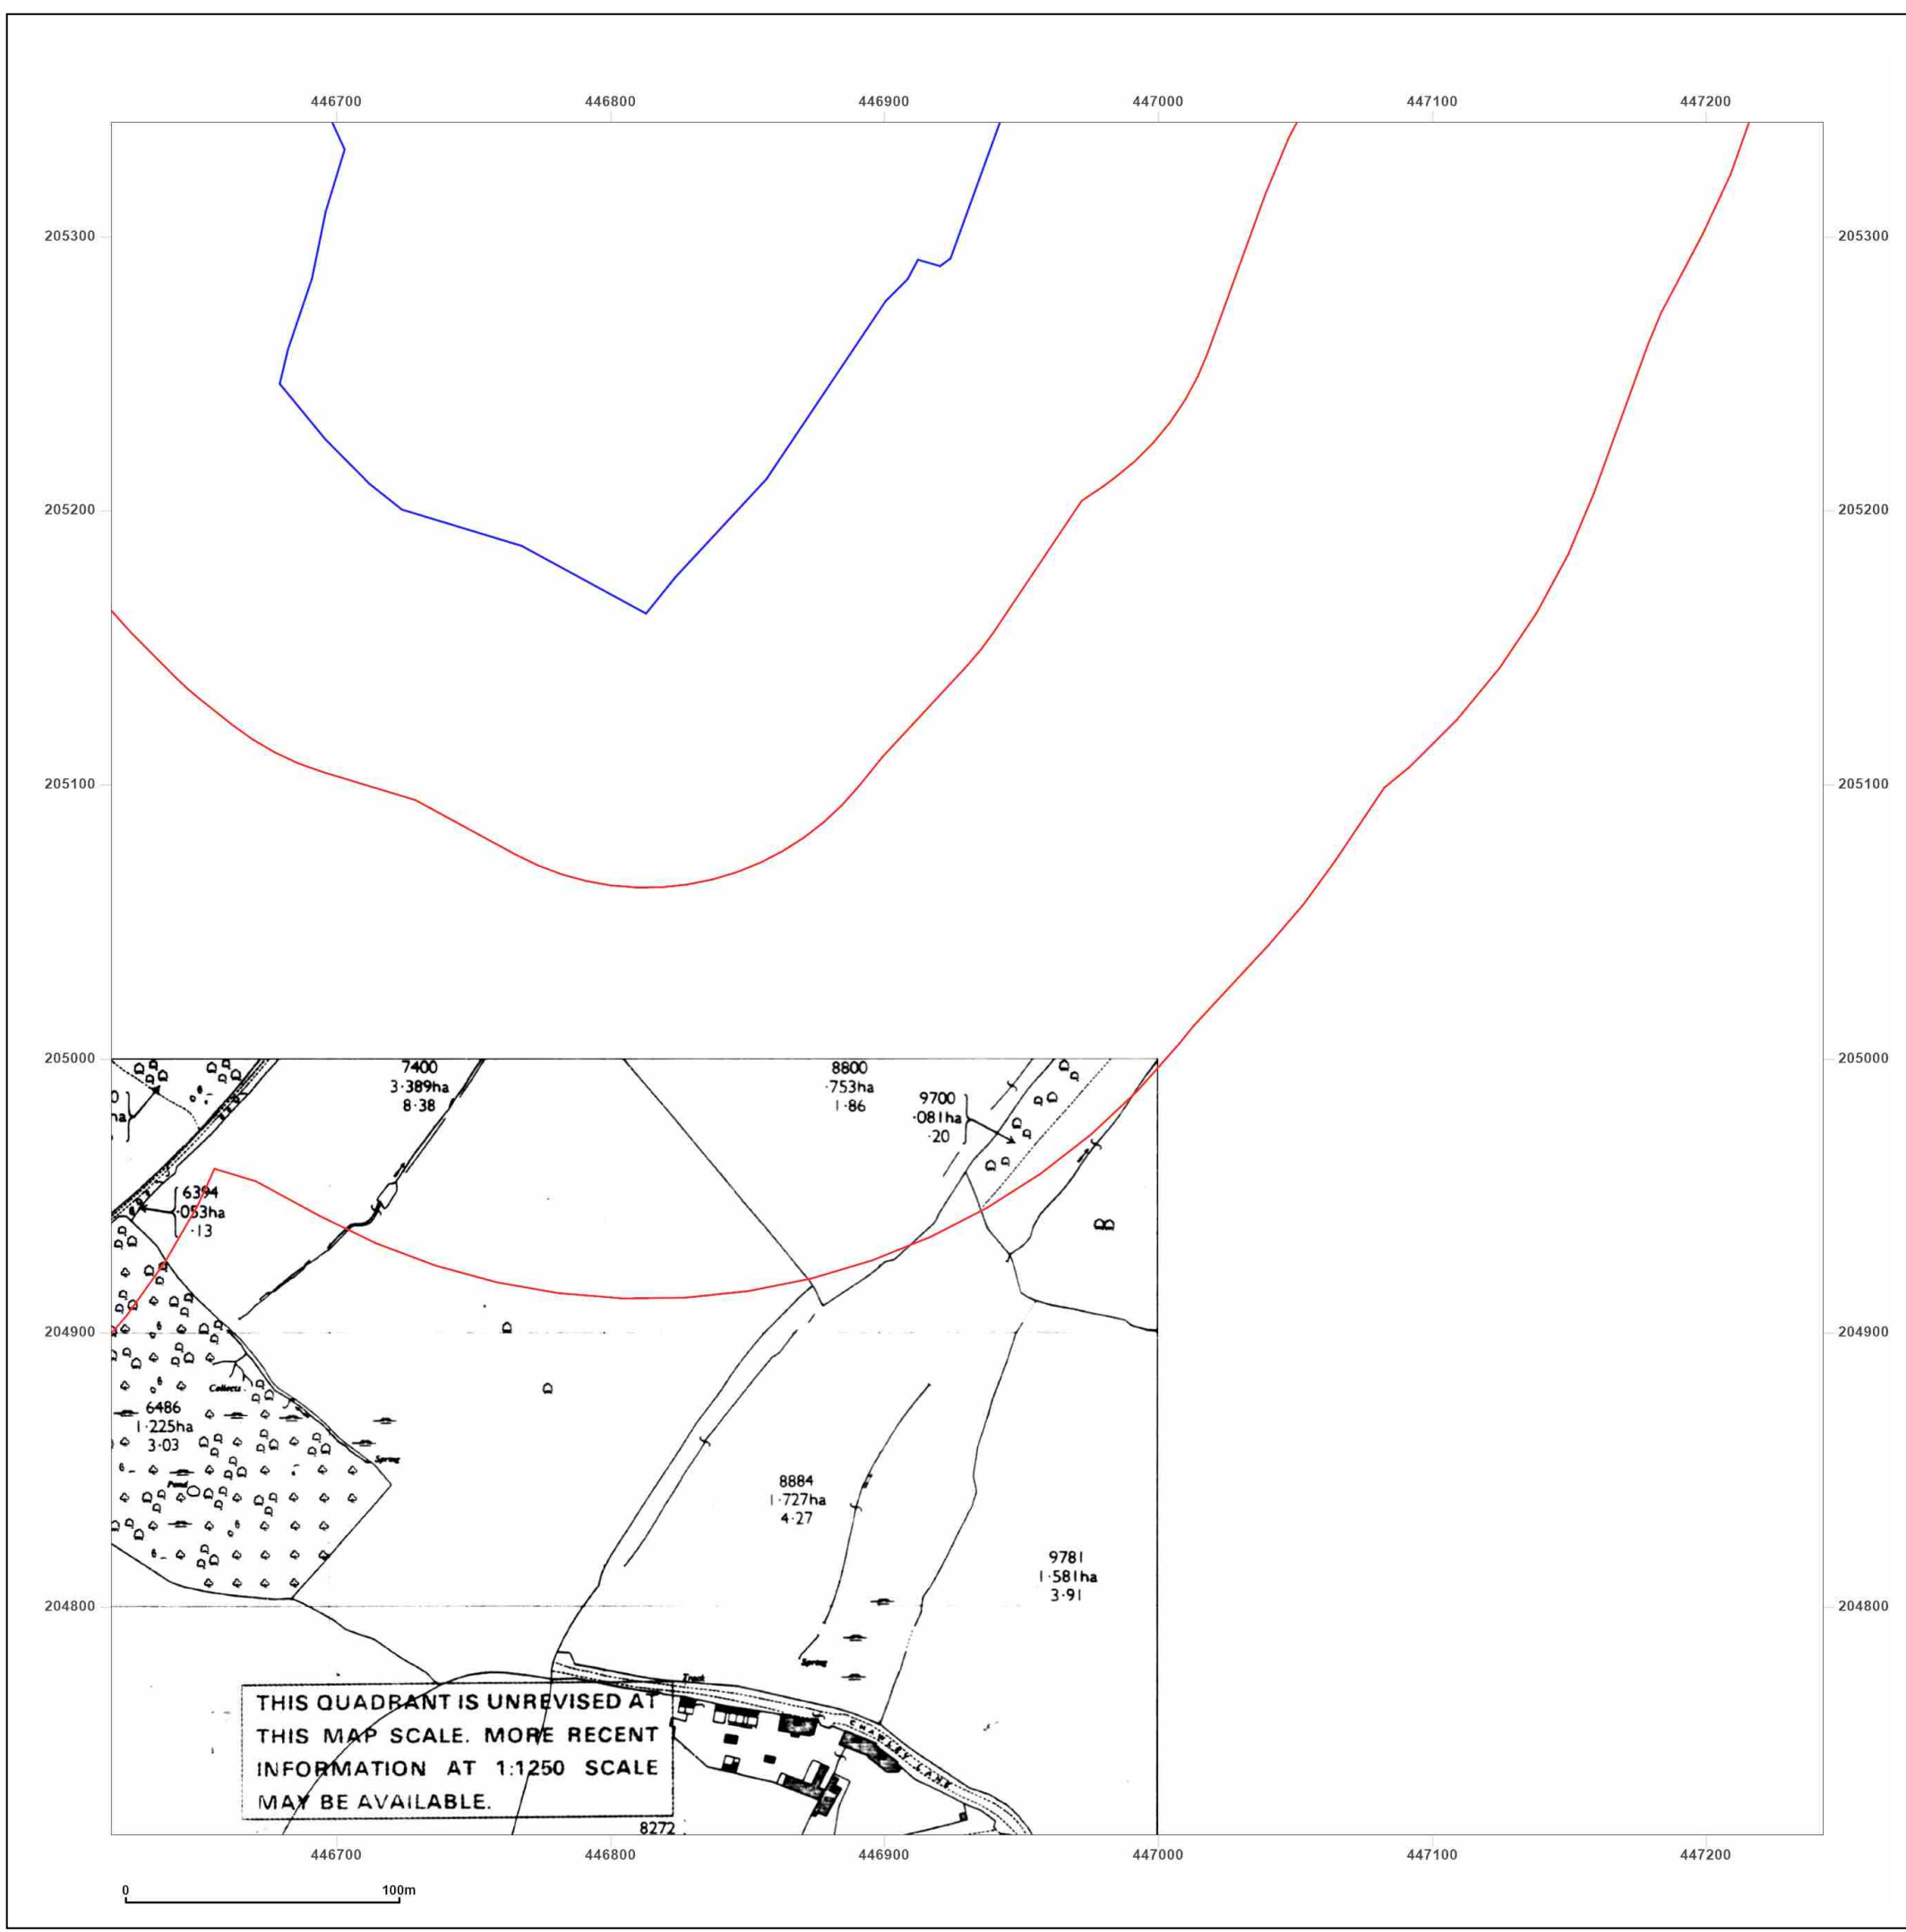 446700 446800 446900 447000 447100 447200
205300 205300
205200 205200
205100 205100
205000 205000
7400
3·389ha
8·38
8800
·753ha
1·86
9700
·081ha
·20
6394
·053ha
·13
B
204900 204900
Collects
6486
1·225ha
3·03
Spring
Pond
8884
1·727ha
4·27
9781
1·581ha
3·91
204800 204800
Spring
Track
CHAWLEY LANE
THIS QUADRANT IS UNREVISED AT
THIS MAP SCALE. MORE RECENT
INFORMATION AT 1:1250 SCALE
MAY BE AVAILABLE.
8272
446700 446800 446900 447000 447100 447200
0 100m